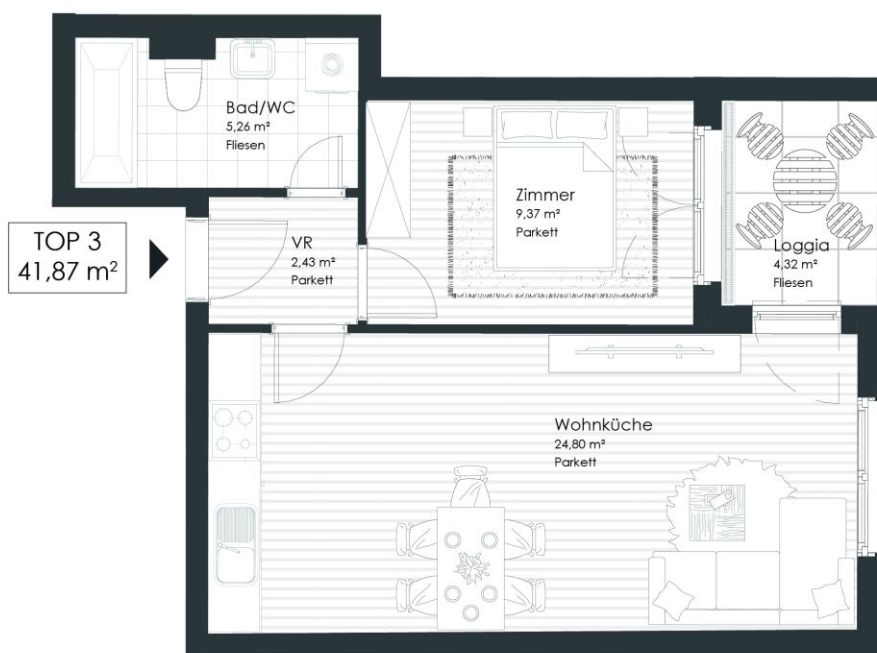 Bad/WC
5,26 m²
Fliesen
Zimmer
9,37 m²
Parkett
TOP 3
41,87 m²
VR
2,43 m²
Parkett
Loggia
4,32 m²
Fliesen
Wohnküche
24,80 m²
Parkett